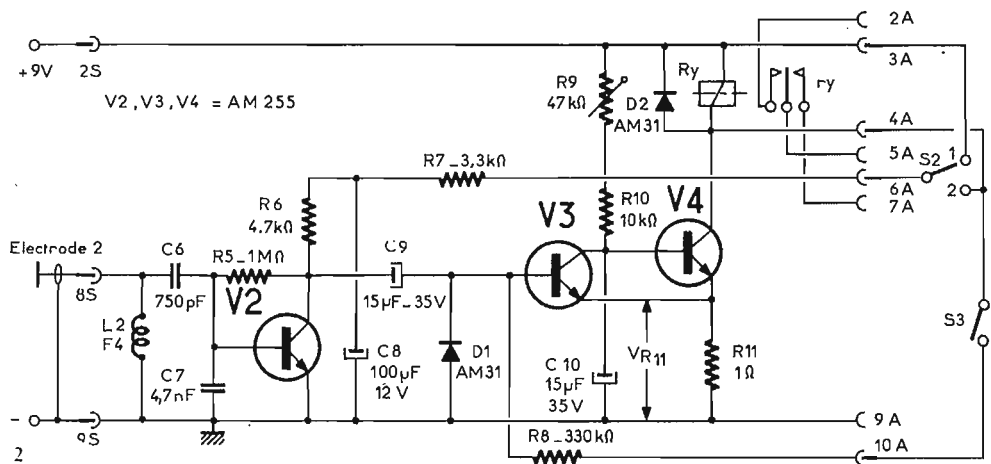 2
2A
3A
+9V
2S
V2, V3, V4 = AM 255
R9
47kΩ
D2
AM31
Ry
ry
4A
5A
S2
1
2
6A
7A
R7_3,3kΩ
R6
4.7kΩ
R10
10kΩ
V3
V4
Electrode 2
8S
C6
750pF
R5_1MΩ
V2
C9
15µF_35V
L2
F4
C7
4,7nF
C8
100µF
12V
D1
AM31
C10
15µF
35V
VR11
R11
1Ω
S3
-
9S
9A
R8_330kΩ
10A
2